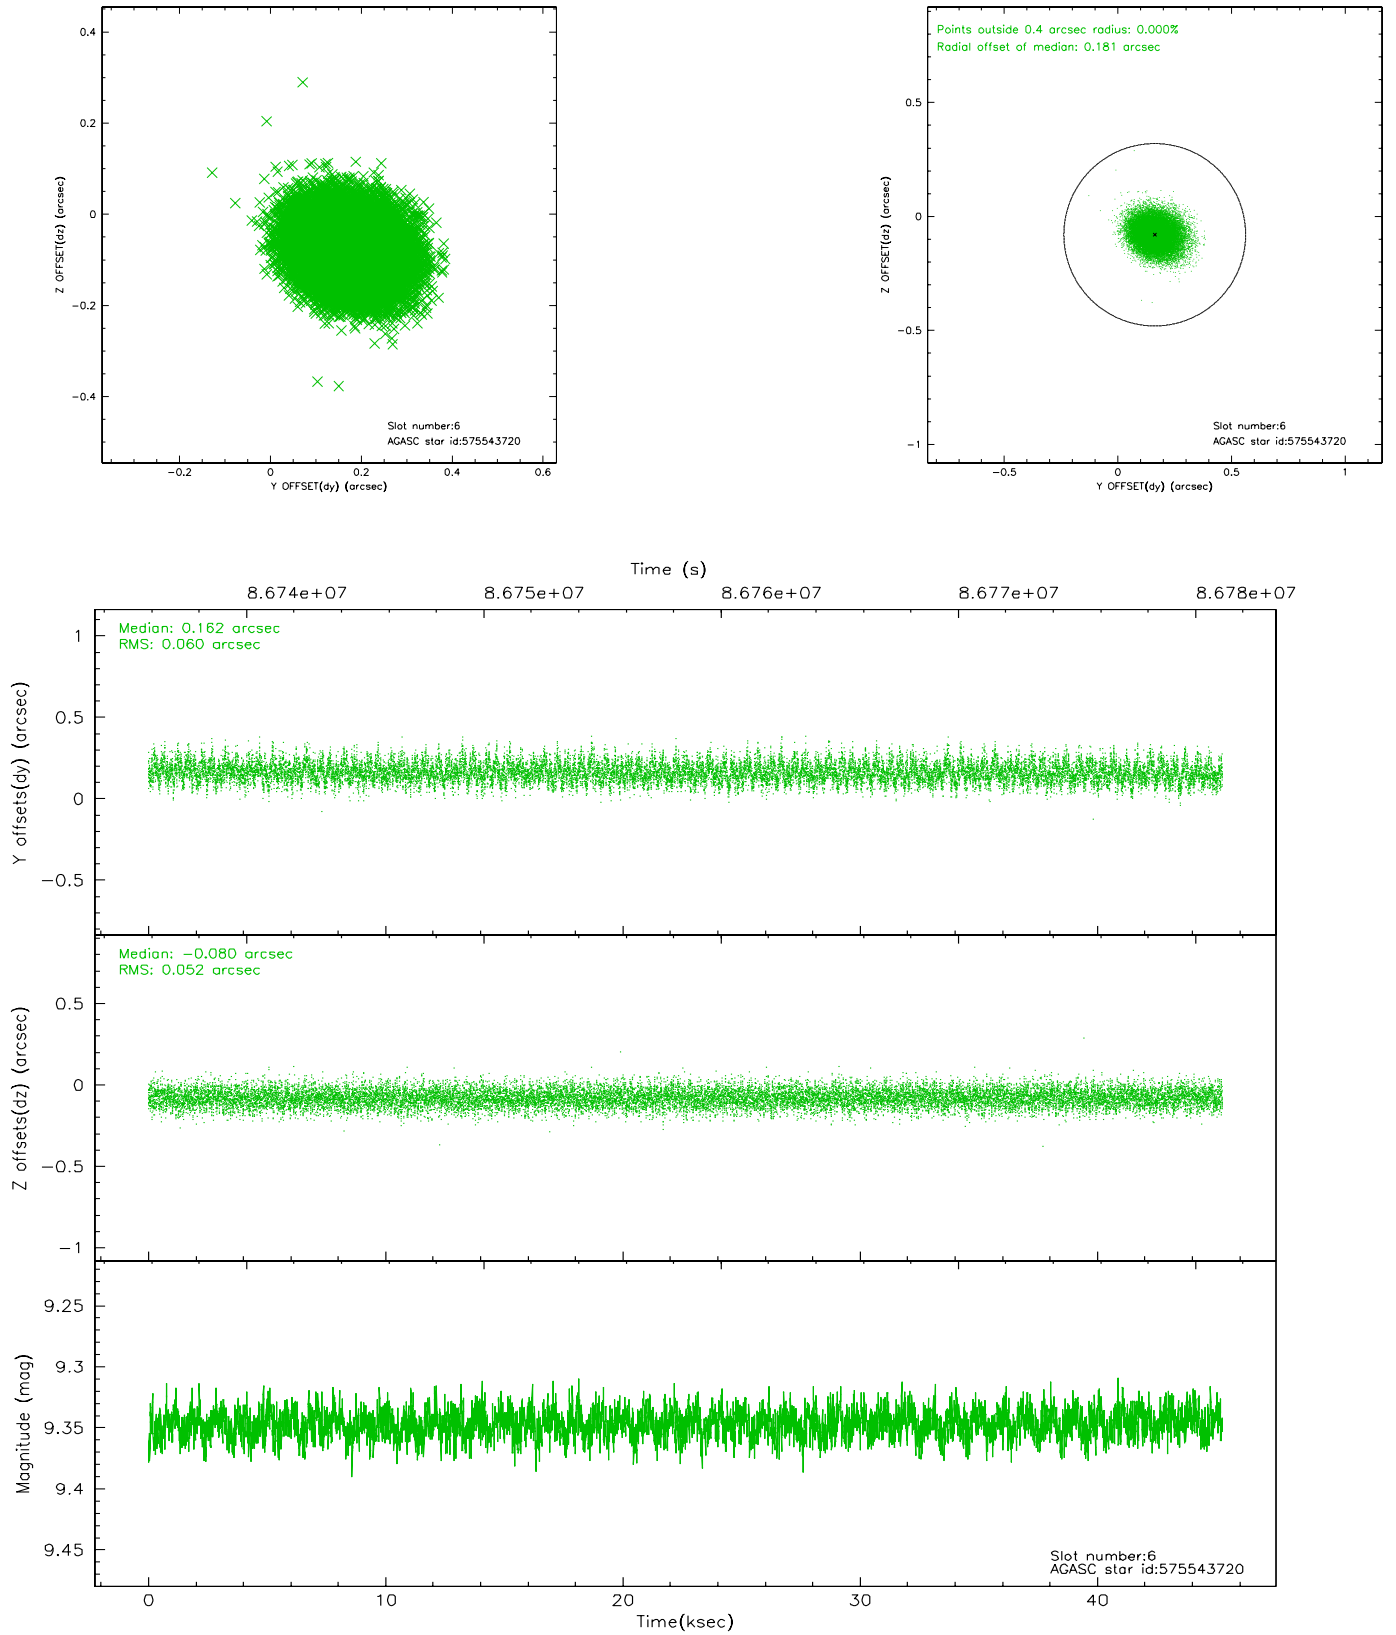 0.4
0.2
0
−0.2
−0.4
Z OFFSET(dz) (arcsec)
Slot number:6
AGASC star id:575543720
−0.2 0 0.2 0.4 0.6
Y OFFSET(dy) (arcsec)
Points outside 0.4 arcsec radius: 0.000%
Radial offset of median: 0.181 arcsec
0.5
0
−0.5
−1
Z OFFSET(dz) (arcsec)
Slot number:6
AGASC star id:575543720
−0.5 0 0.5 1
Y OFFSET(dy) (arcsec)
Time (s)
8.674e+07 8.675e+07 8.676e+07 8.677e+07 8.678e+07
Median: 0.162 arcsec
RMS: 0.060 arcsec
1
0.5
0
−0.5
Y offsets(dy) (arcsec)
Median: −0.080 arcsec
RMS: 0.052 arcsec
0.5
0
−0.5
−1
Z offsets(dz) (arcsec)
9.25
9.3
9.35
9.4
9.45
Magnitude (mag)
Slot number:6
AGASC star id:575543720
0 10 20 30 40
Time(ksec)